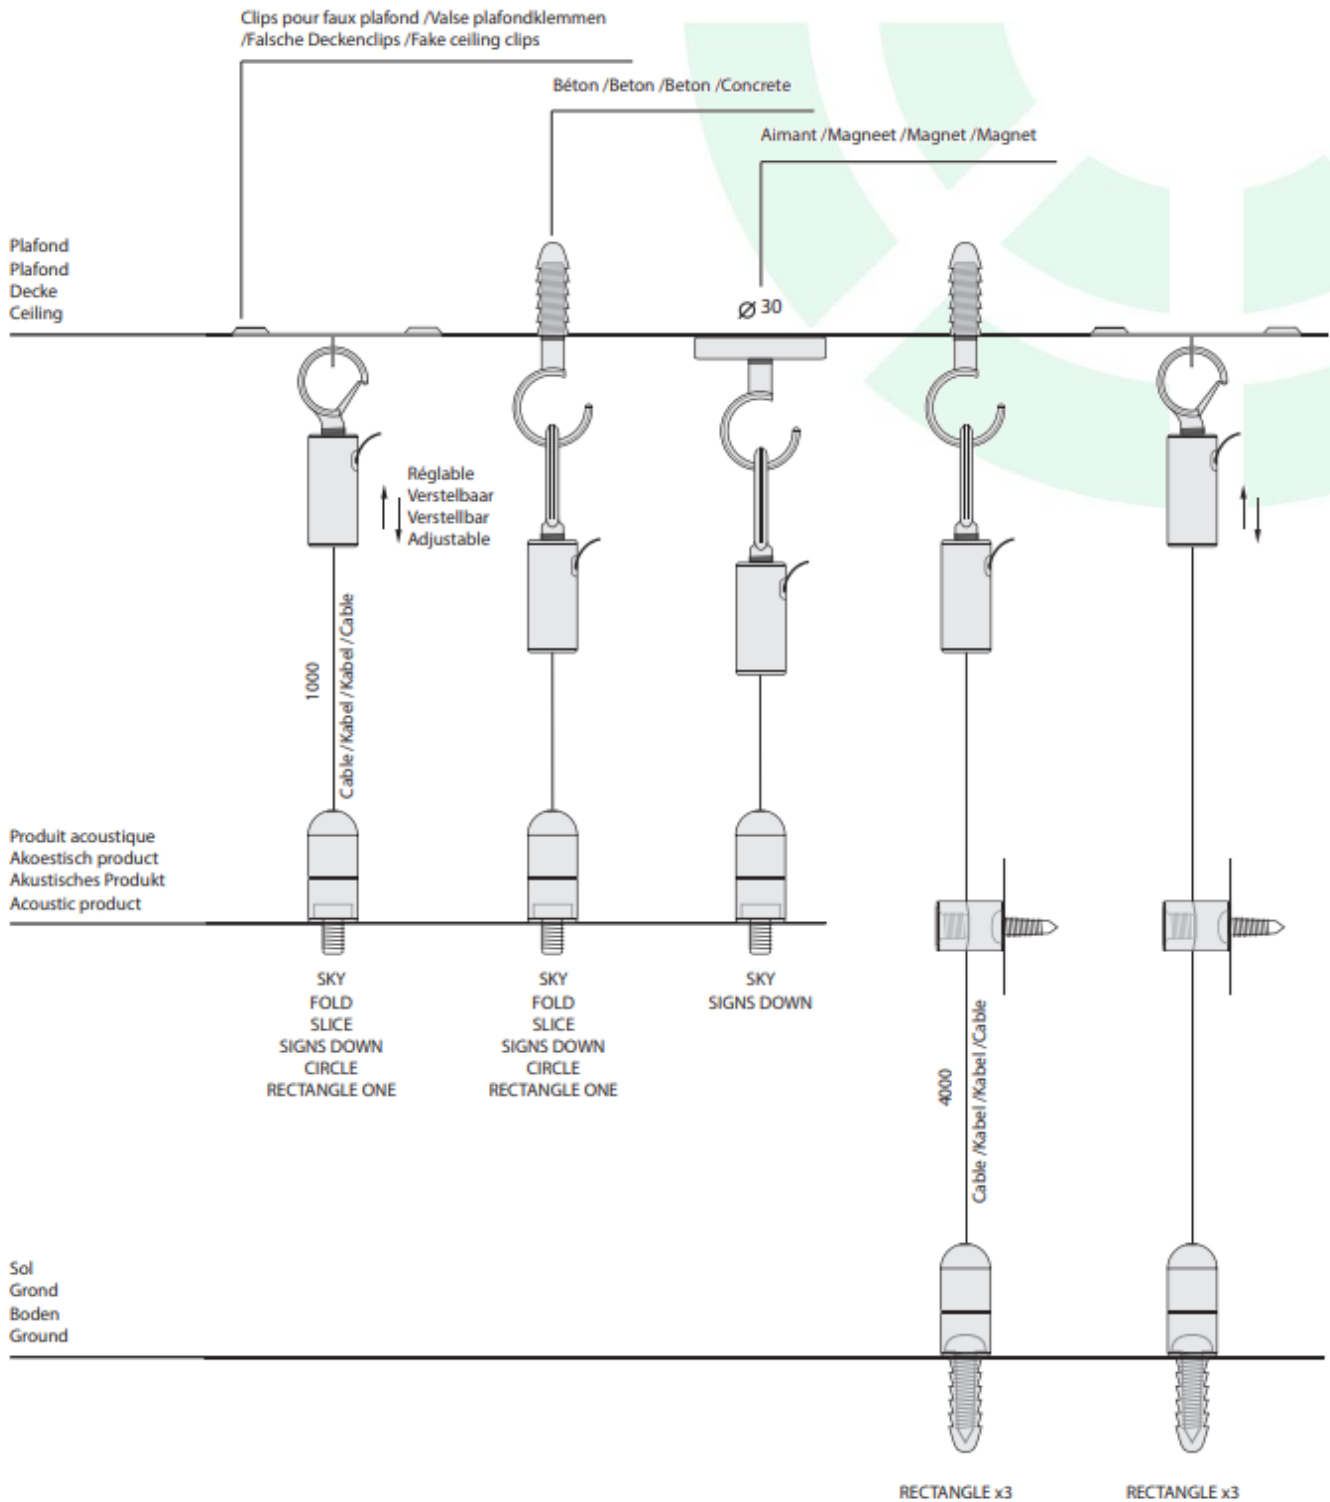 Clips pour faux plafond /Valse plafondklemmen
/Falsche Deckenclips /Fake ceiling clips
Béton /Beton /Beton /Concrete
Aimant /Magneet /Magnet /Magnet
Plafond
Plafond
Decke
Ceiling
Ø 30
Réglable
Verstelbaar
Verstellbar
Adjustable
1000
Cable /Kabel /Kabel /Cable
Produit acoustique
Akoestisch product
Akustisches Produkt
Acoustic product
SKY
FOLD
SLICE
SIGNS DOWN
CIRCLE
RECTANGLE ONE
SKY
FOLD
SLICE
SIGNS DOWN
CIRCLE
RECTANGLE ONE
SKY
SIGNS DOWN
4000
Cable /Kabel /Kabel /Cable
Sol
Grond
Boden
Ground
RECTANGLE x3
RECTANGLE x3